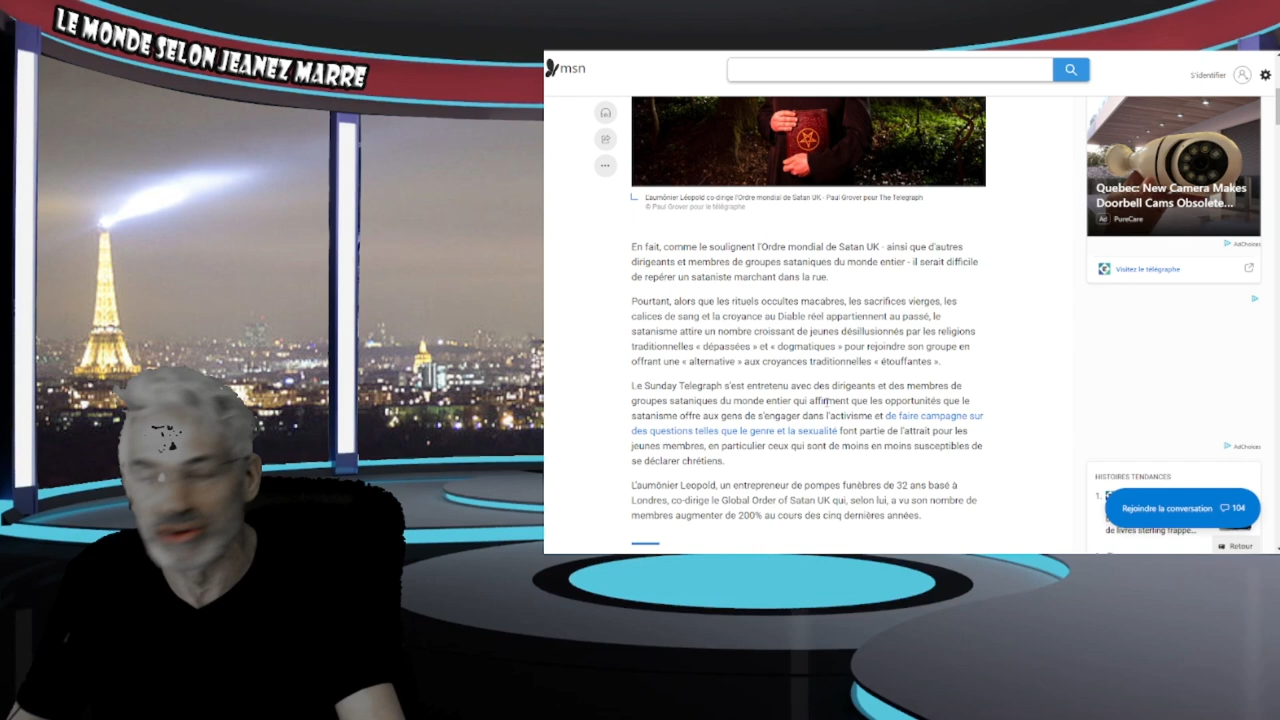 LE MONDE SELON JEANEZ MARRE
msn
S'identifier
L'aumônier Léopold co-dirige l'Ordre mondial de Satan UK - Paul Grover pour The Telegraph
© Paul Grover pour le télégraphe
En fait, comme le soulignent l'Ordre mondial de Satan UK - ainsi que d'autres
dirigeants et membres de groupes sataniques du monde entier - il serait difficile
de repérer un sataniste marchant dans la rue.
Pourtant, alors que les rituels occultes macabres, les sacrifices vierges, les
calices de sang et la croyance au Diable réel appartiennent au passé, le
satanisme attire un nombre croissant de jeunes désillusionnés par les religions
traditionnelles « dépassées » et « dogmatiques » pour rejoindre son groupe en
offrant une « alternative » aux croyances traditionnelles « étouffantes ».
Le Sunday Telegraph s'est entretenu avec des dirigeants et des membres de
groupes sataniques du monde entier qui affirment que les opportunités que le
satanisme offre aux gens de s'engager dans l'activisme et de faire campagne sur
des questions telles que le genre et la sexualité font partie de l'attrait pour les
jeunes membres, en particulier ceux qui sont de moins en moins susceptibles de
se déclarer chrétiens.
L'aumônier Leopold, un entrepreneur de pompes funèbres de 32 ans basé à
Londres, co-dirige le Global Order of Satan UK qui, selon lui, a vu son nombre de
membres augmenter de 200% au cours des cinq dernières années.
Quebec: New Camera Makes
Doorbell Cams Obsolete...
Ad PureCare
AdChoices
Visitez le télégraphe
AdChoices
HISTOIRES TENDANCES
1.
Rejoindre la conversation 104
de livres sterling frappe...
Retour